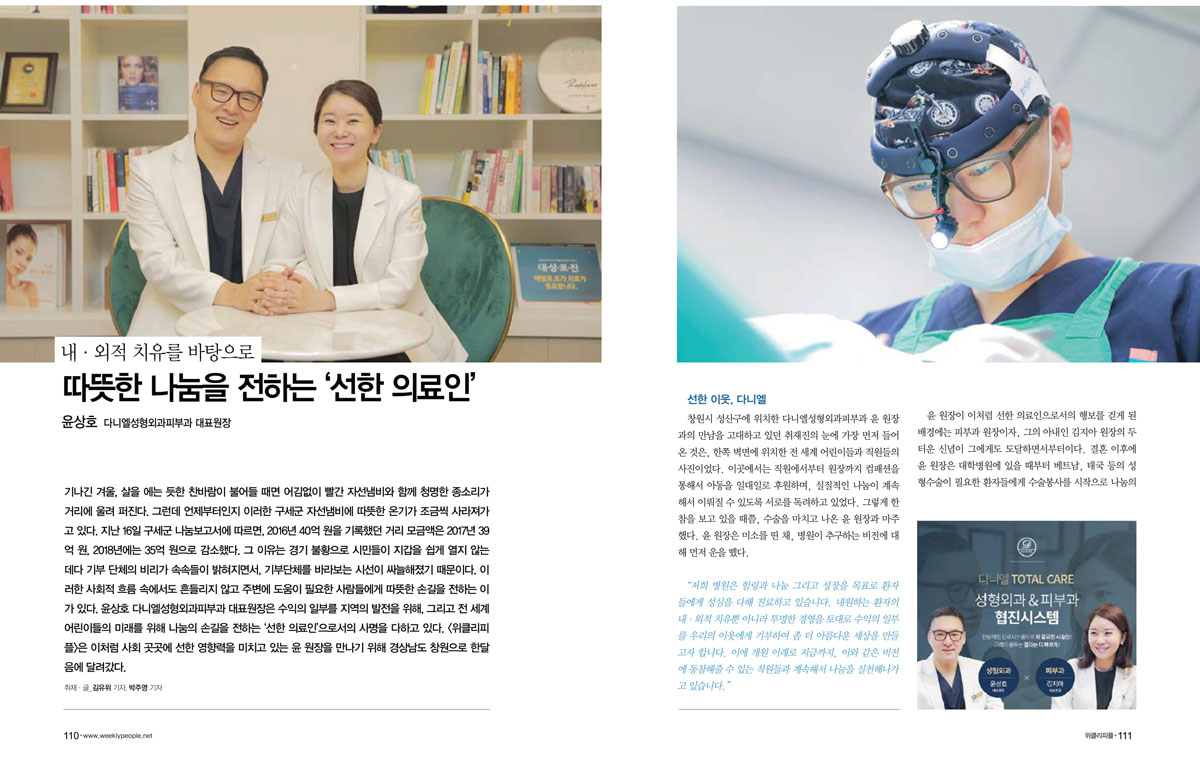 대·상·포·진
예방과 조기 치료가
중요합니다.
내·외적 치유를 바탕으로
따뜻한 나눔을 전하는 ‘선한 의료인’
윤상호 다니엘성형외과피부과 대표원장
기나긴 겨울, 살을 에는 듯한 찬바람이 불어들 때면 어김없이 빨간 자선냄비와 함께 청명한 종소리가
거리에 울려 퍼진다. 그런데 언제부터인지 이러한 구세군 자선냄비에 따뜻한 온기가 조금씩 사라져가
고 있다. 지난 16일 구세군 나눔보고서에 따르면, 2016년 40억 원을 기록했던 거리 모금액은 2017년 39
억 원, 2018년에는 35억 원으로 감소했다. 그 이유는 경기 불황으로 시민들이 지갑을 쉽게 열지 않는
데다 기부 단체의 비리가 속속들이 밝혀지면서, 기부단체를 바라보는 시선이 싸늘해졌기 때문이다. 이
러한 사회적 흐름 속에서도 흔들리지 않고 주변에 도움이 필요한 사람들에게 따뜻한 손길을 전하는 이
가 있다. 윤상호 다니엘성형외과피부과 대표원장은 수익의 일부를 지역의 발전을 위해, 그리고 전 세계
어린이들의 미래를 위해 나눔의 손길을 전하는 ‘선한 의료인’으로서의 사명을 다하고 있다. 〈위클리피
플〉은 이처럼 사회 곳곳에 선한 영향력을 미치고 있는 윤 원장을 만나기 위해 경상남도 창원으로 한달
음에 달려갔다.
취재·글_김유위 기자, 박주영 기자
110·www.weeklypeople.net
선한 이웃, 다니엘
창원시 성산구에 위치한 다니엘성형외과피부과 윤 원장
과의 만남을 고대하고 있던 취재진의 눈에 가장 먼저 들어
온 것은, 한쪽 벽면에 위치한 전 세계 어린이들과 직원들의
사진이었다. 이곳에서는 직원에서부터 원장까지 컴패션을
통해서 아동을 일대일로 후원하며, 실질적인 나눔이 계속
해서 이뤄질 수 있도록 서로를 독려하고 있었다. 그렇게 한
참을 보고 있을 때쯤, 수술을 마치고 나온 윤 원장과 마주
했다. 윤 원장은 미소를 띤 채, 병원이 추구하는 비전에 대
해 먼저 운을 뗐다.
“저희 병원은 힐링과 나눔 그리고 성장을 목표로 환자
들에게 성심을 다해 진료하고 있습니다. 내원하는 환자의
내·외적 치유뿐 아니라 투명한 경영을 토대로 수익의 일부
를 우리의 이웃에게 기부하여 좀 더 아름다운 세상을 만들
고자 합니다. 이에 개원 이래로 지금까지, 이와 같은 비전
에 동참해줄 수 있는 직원들과 계속해서 나눔을 실천해나가
고 있습니다.”
윤 원장이 이처럼 선한 의료인으로서의 행보를 걷게 된
배경에는 피부과 원장이자, 그의 아내인 김지아 원장의 두
터운 신념이 그에게도 도달하면서부터이다. 결혼 이후에
윤 원장은 대학병원에 있을 때부터 베트남, 태국 등의 성
형수술이 필요한 환자들에게 수술봉사를 시작으로 나눔의
다니엘 TOTAL CARE
성형외과&피부과
협진시스템
성형외과
윤상호
×
피부과
김지아
위클리피플·111